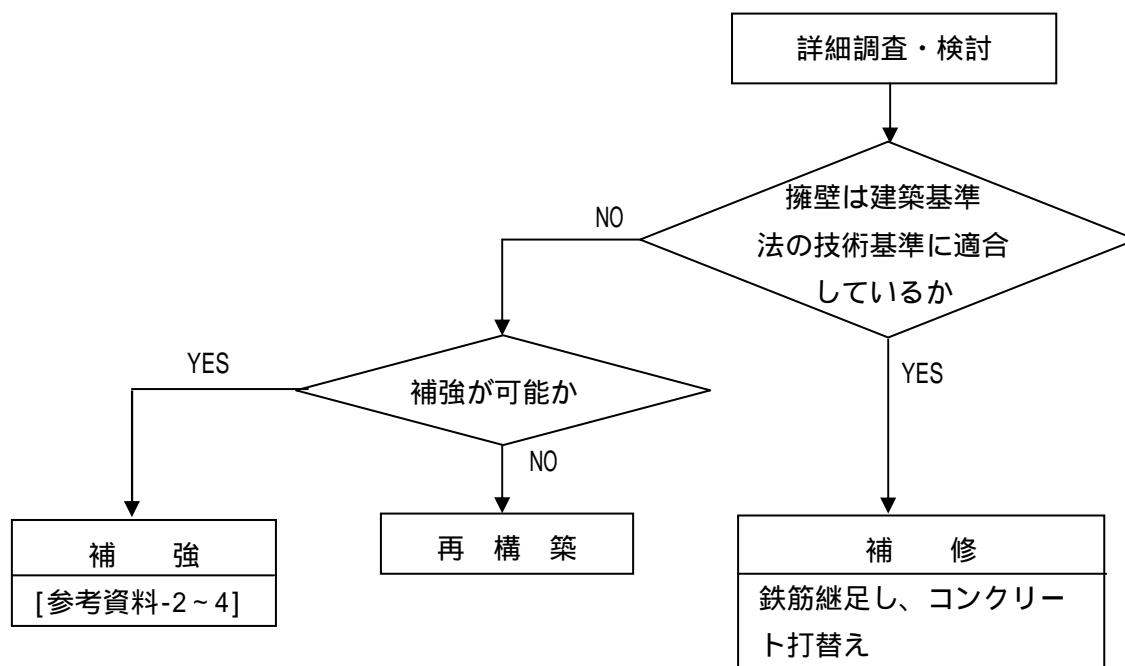 詳細調査・検討
擁壁は建築基準
法の技術基準に適合
しているか
NO
YES
補強が可能か
YES
NO
補　強
[参考資料-2~4]
再 構 築
補　修
鉄筋継足し、コンクリー
ト打替え